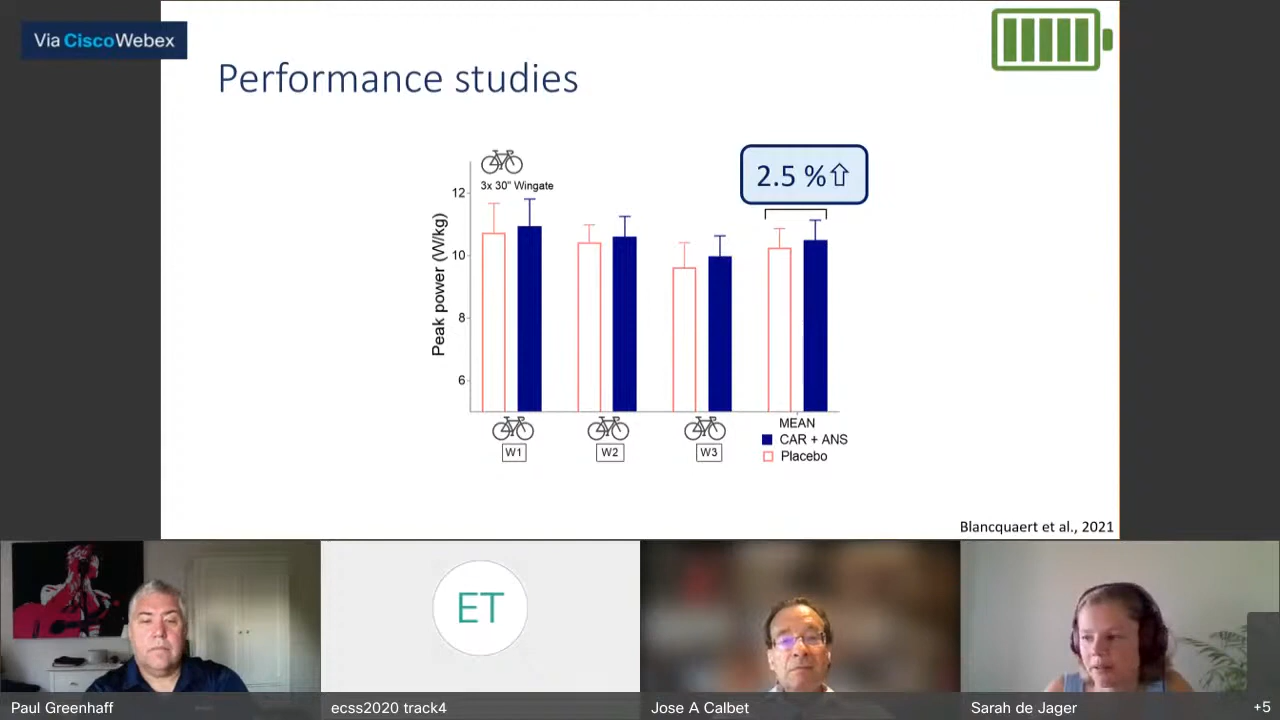 Via CiscoWebex
Performance studies
3x 30" Wingate
2.5 %⇧
Peak power (W/kg)
12
10
8
6
W1
W2
W3
MEAN
CAR + ANS
Placebo
Blancquaert et al., 2021
ET
Paul Greenhaff
ecss2020 track4
Jose A Calbet
Sarah de Jager
+5